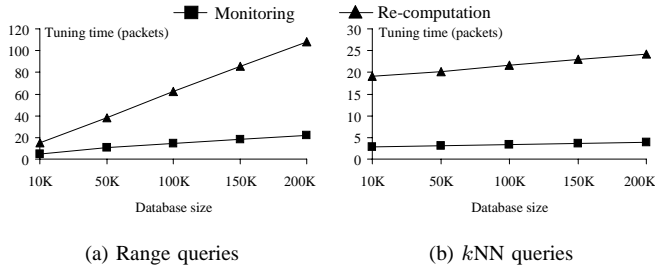 Monitoring Re-computation
Tuning time (packets)
120
100
80
60
40
20
0
10K 50K 100K 150K 200K
Database size
(a) Range queries
Tuning time (packets)
30
25
20
15
10
5
0
10K 50K 100K 150K 200K
Database size
(b) kNN queries